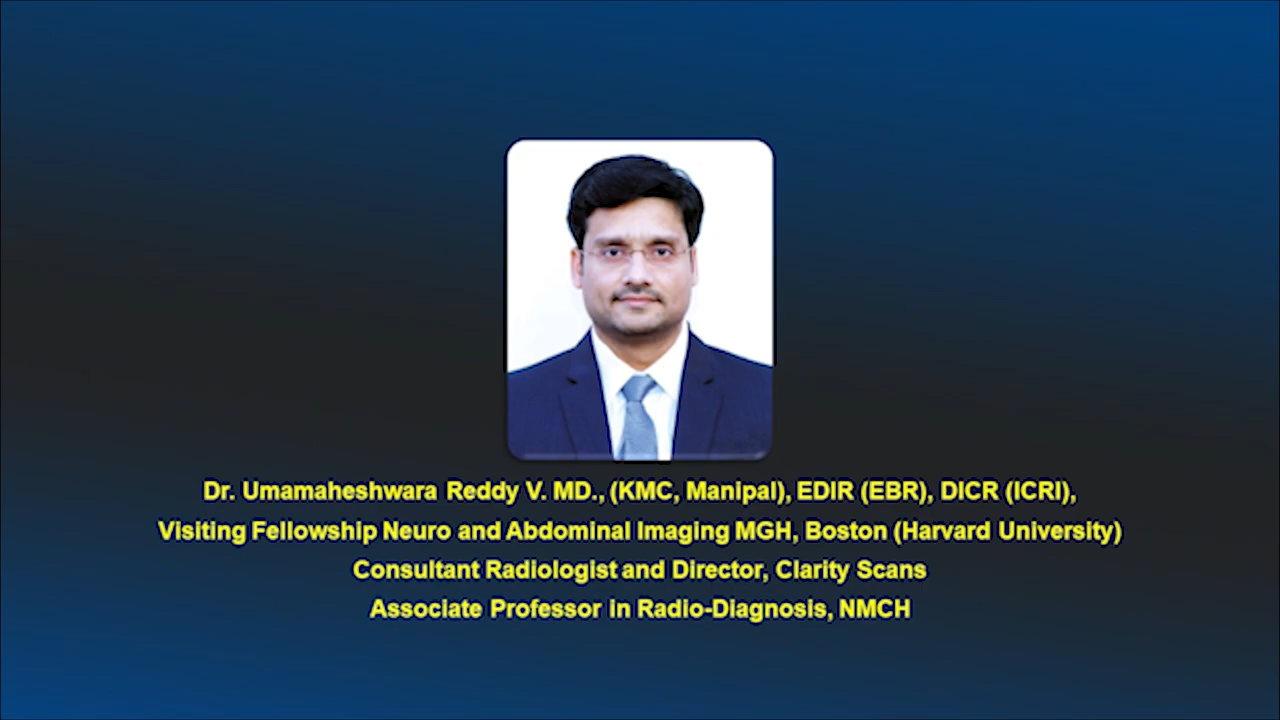 Dr. Umamaheshwara Reddy V. MD., (KMC, Manipal), EDIR (EBR), DICR (ICRI),
Visiting Fellowship Neuro and Abdominal Imaging MGH, Boston (Harvard University)
Consultant Radiologist and Director, Clarity Scans
Associate Professor in Radio-Diagnosis, NMCH